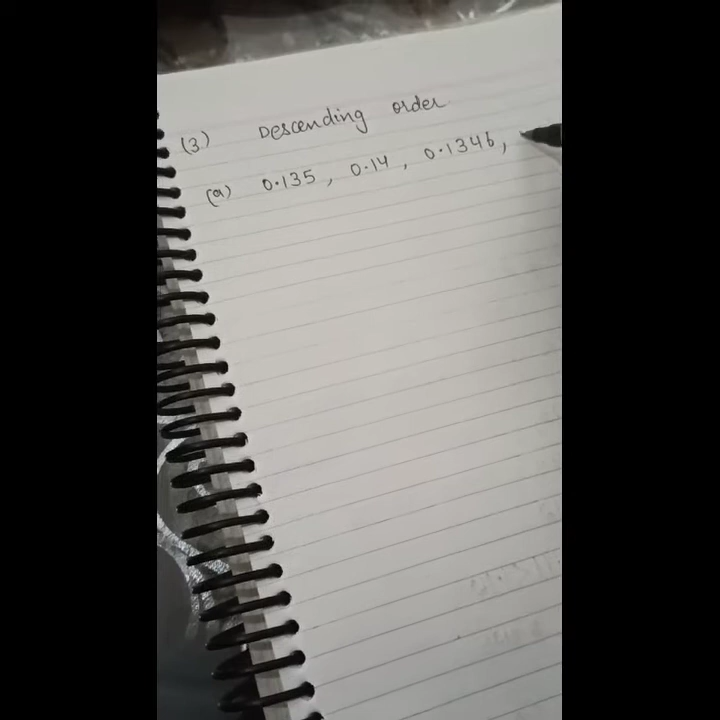 (3) Descending order
(a) 0.135, 0.14, 0.1346,